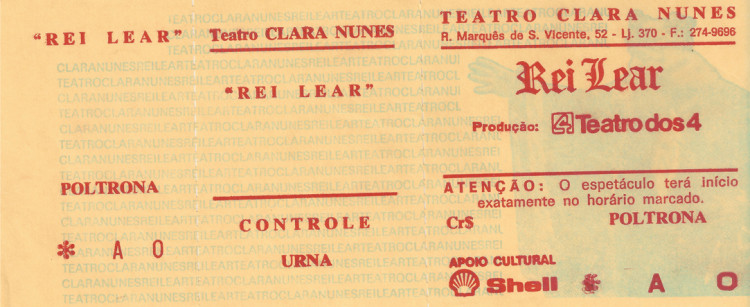 "REI LEAR"
POLTRONA
* A O
Teatro CLARA NUNES
"REI LEAR"
CONTROLE
URNA
TEATRO CLARA NUNES
R. Marquês de S. Vicente, 52 - Lj. 370 - F.: 274-9696
Rei Lear
Produção: 4 Teatro dos 4
ATENÇÃO: O espetáculo terá início
exatamente no horário marcado.
Cr$ POLTRONA
APOIO CULTURAL
Shell * A O